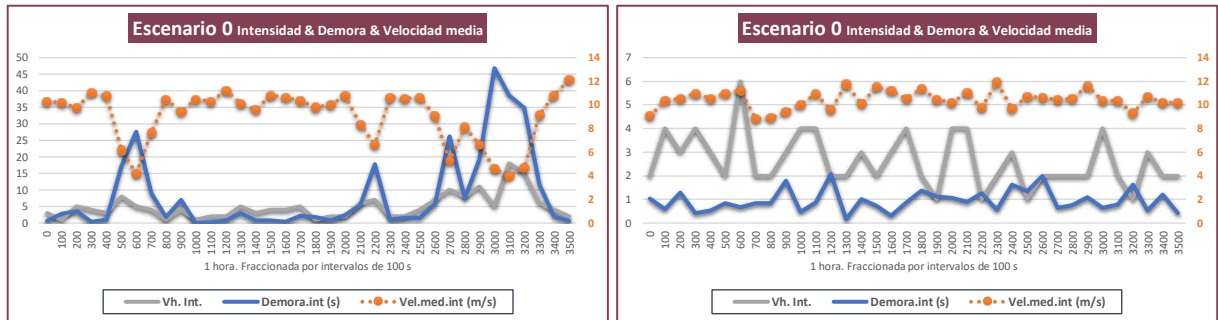 Escenario 0 Intensidad & Demora & Velocidad media
50 14
45 12
40
35 10
30 8
25
20 6
15 4
10
5 2
0 0
0 100 200 300 400 500 600 700 800 900 1000 1100 1200 1300 1400 1500 1600 1700 1800 1900 2000 2100 2200 2300 2400 2500 2600 2700 2800 2900 3000 3100 3200 3300 3400 3500
1 hora. Fraccionada por intervalos de 100 s
Vh. Int. Demora.int (s) Vel.med.int (m/s)
Escenario 0 Intensidad & Demora & Velocidad media
7 14
6 12
5 10
4 8
3 6
2 4
1 2
0 0
0 100 200 300 400 500 600 700 800 900 1000 1100 1200 1300 1400 1500 1600 1700 1800 1900 2000 2100 2200 2300 2400 2500 2600 2700 2800 2900 3000 3100 3200 3300 3400 3500
1 hora. Fraccionada por intervalos de 100 s
Vh. Int. Demora.int (s) Vel.med.int (m/s)